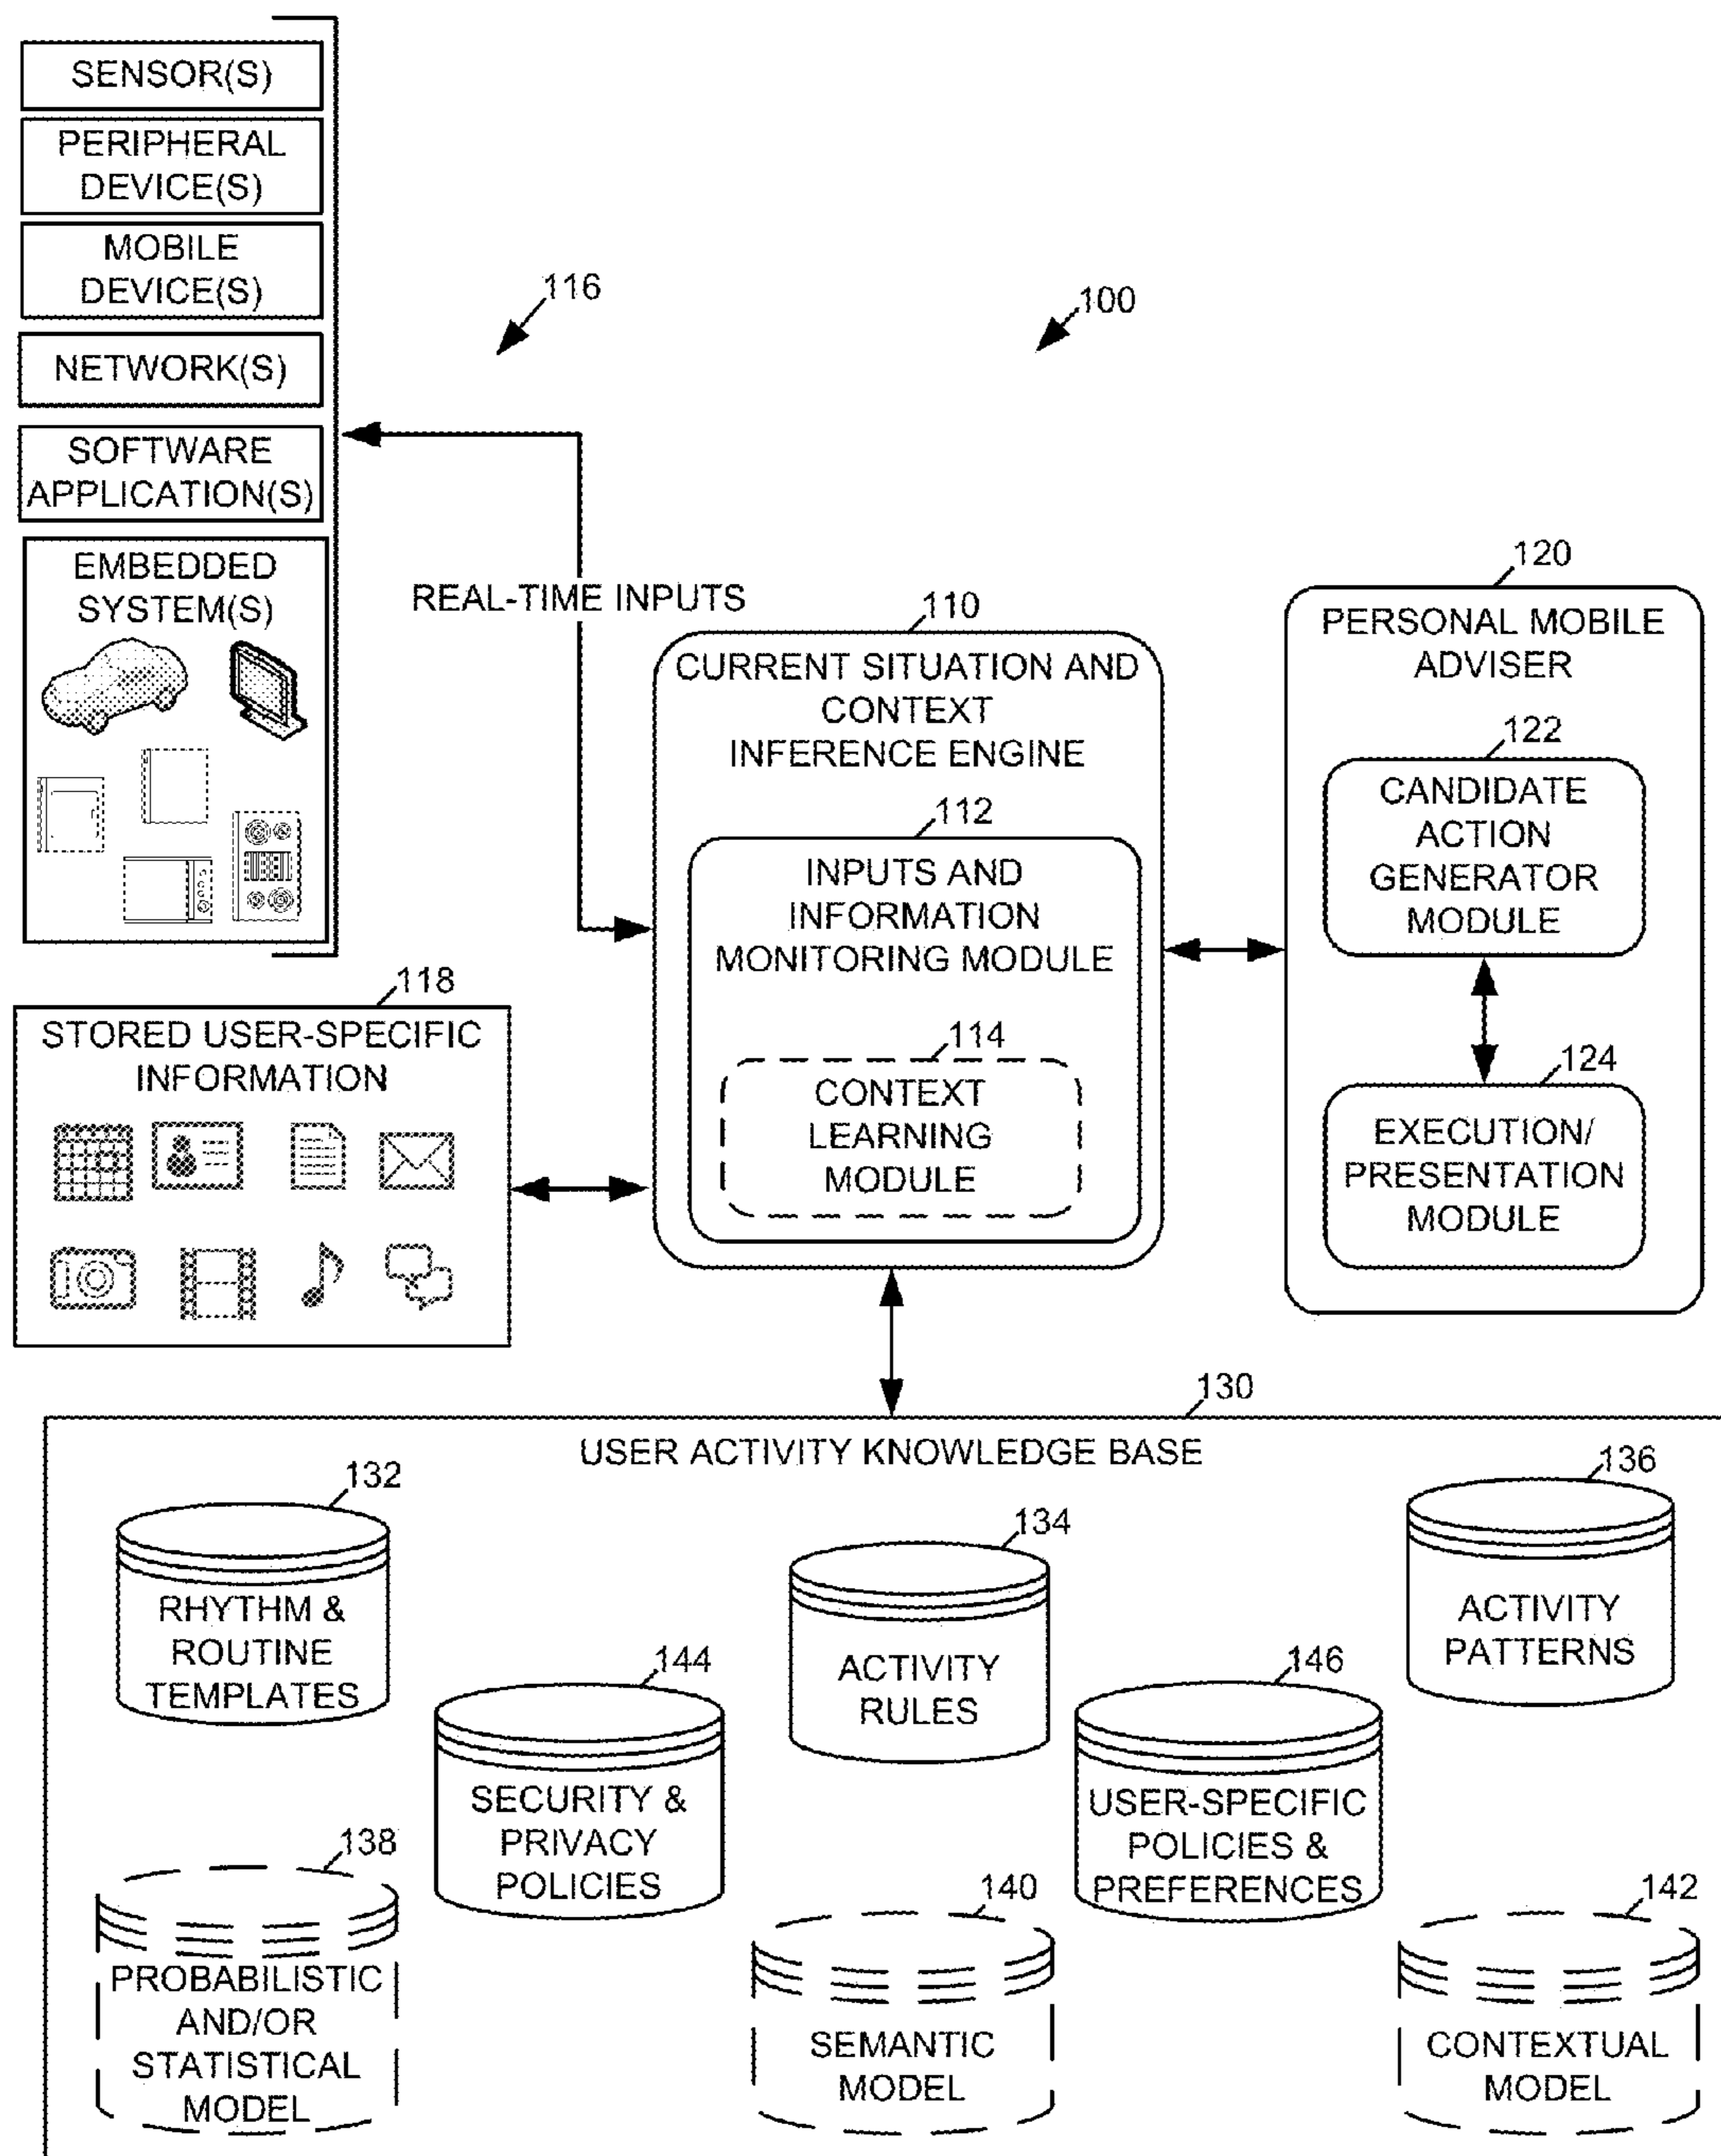 SENSOR(S)
PERIPHERAL
DEVICE(S)
MOBILE
DEVICE(S)
NETWORK(S)
SOFTWARE
APPLICATION(S)
EMBEDDED
SYSTEM(S)
116
100
REAL-TIME INPUTS
110
CURRENT SITUATION AND
CONTEXT
INFERENCE ENGINE
112
INPUTS AND
INFORMATION
MONITORING MODULE
114
CONTEXT
LEARNING
MODULE
120
PERSONAL MOBILE
ADVISER
122
CANDIDATE
ACTION
GENERATOR
MODULE
124
EXECUTION/
PRESENTATION
MODULE
118
STORED USER-SPECIFIC
INFORMATION
130
USER ACTIVITY KNOWLEDGE BASE
132
RHYTHM &
ROUTINE
TEMPLATES
134
ACTIVITY
RULES
136
ACTIVITY
PATTERNS
144
SECURITY &
PRIVACY
POLICIES
146
USER-SPECIFIC
POLICIES &
PREFERENCES
138
PROBABILISTIC
AND/OR
STATISTICAL
MODEL
140
SEMANTIC
MODEL
142
CONTEXTUAL
MODEL